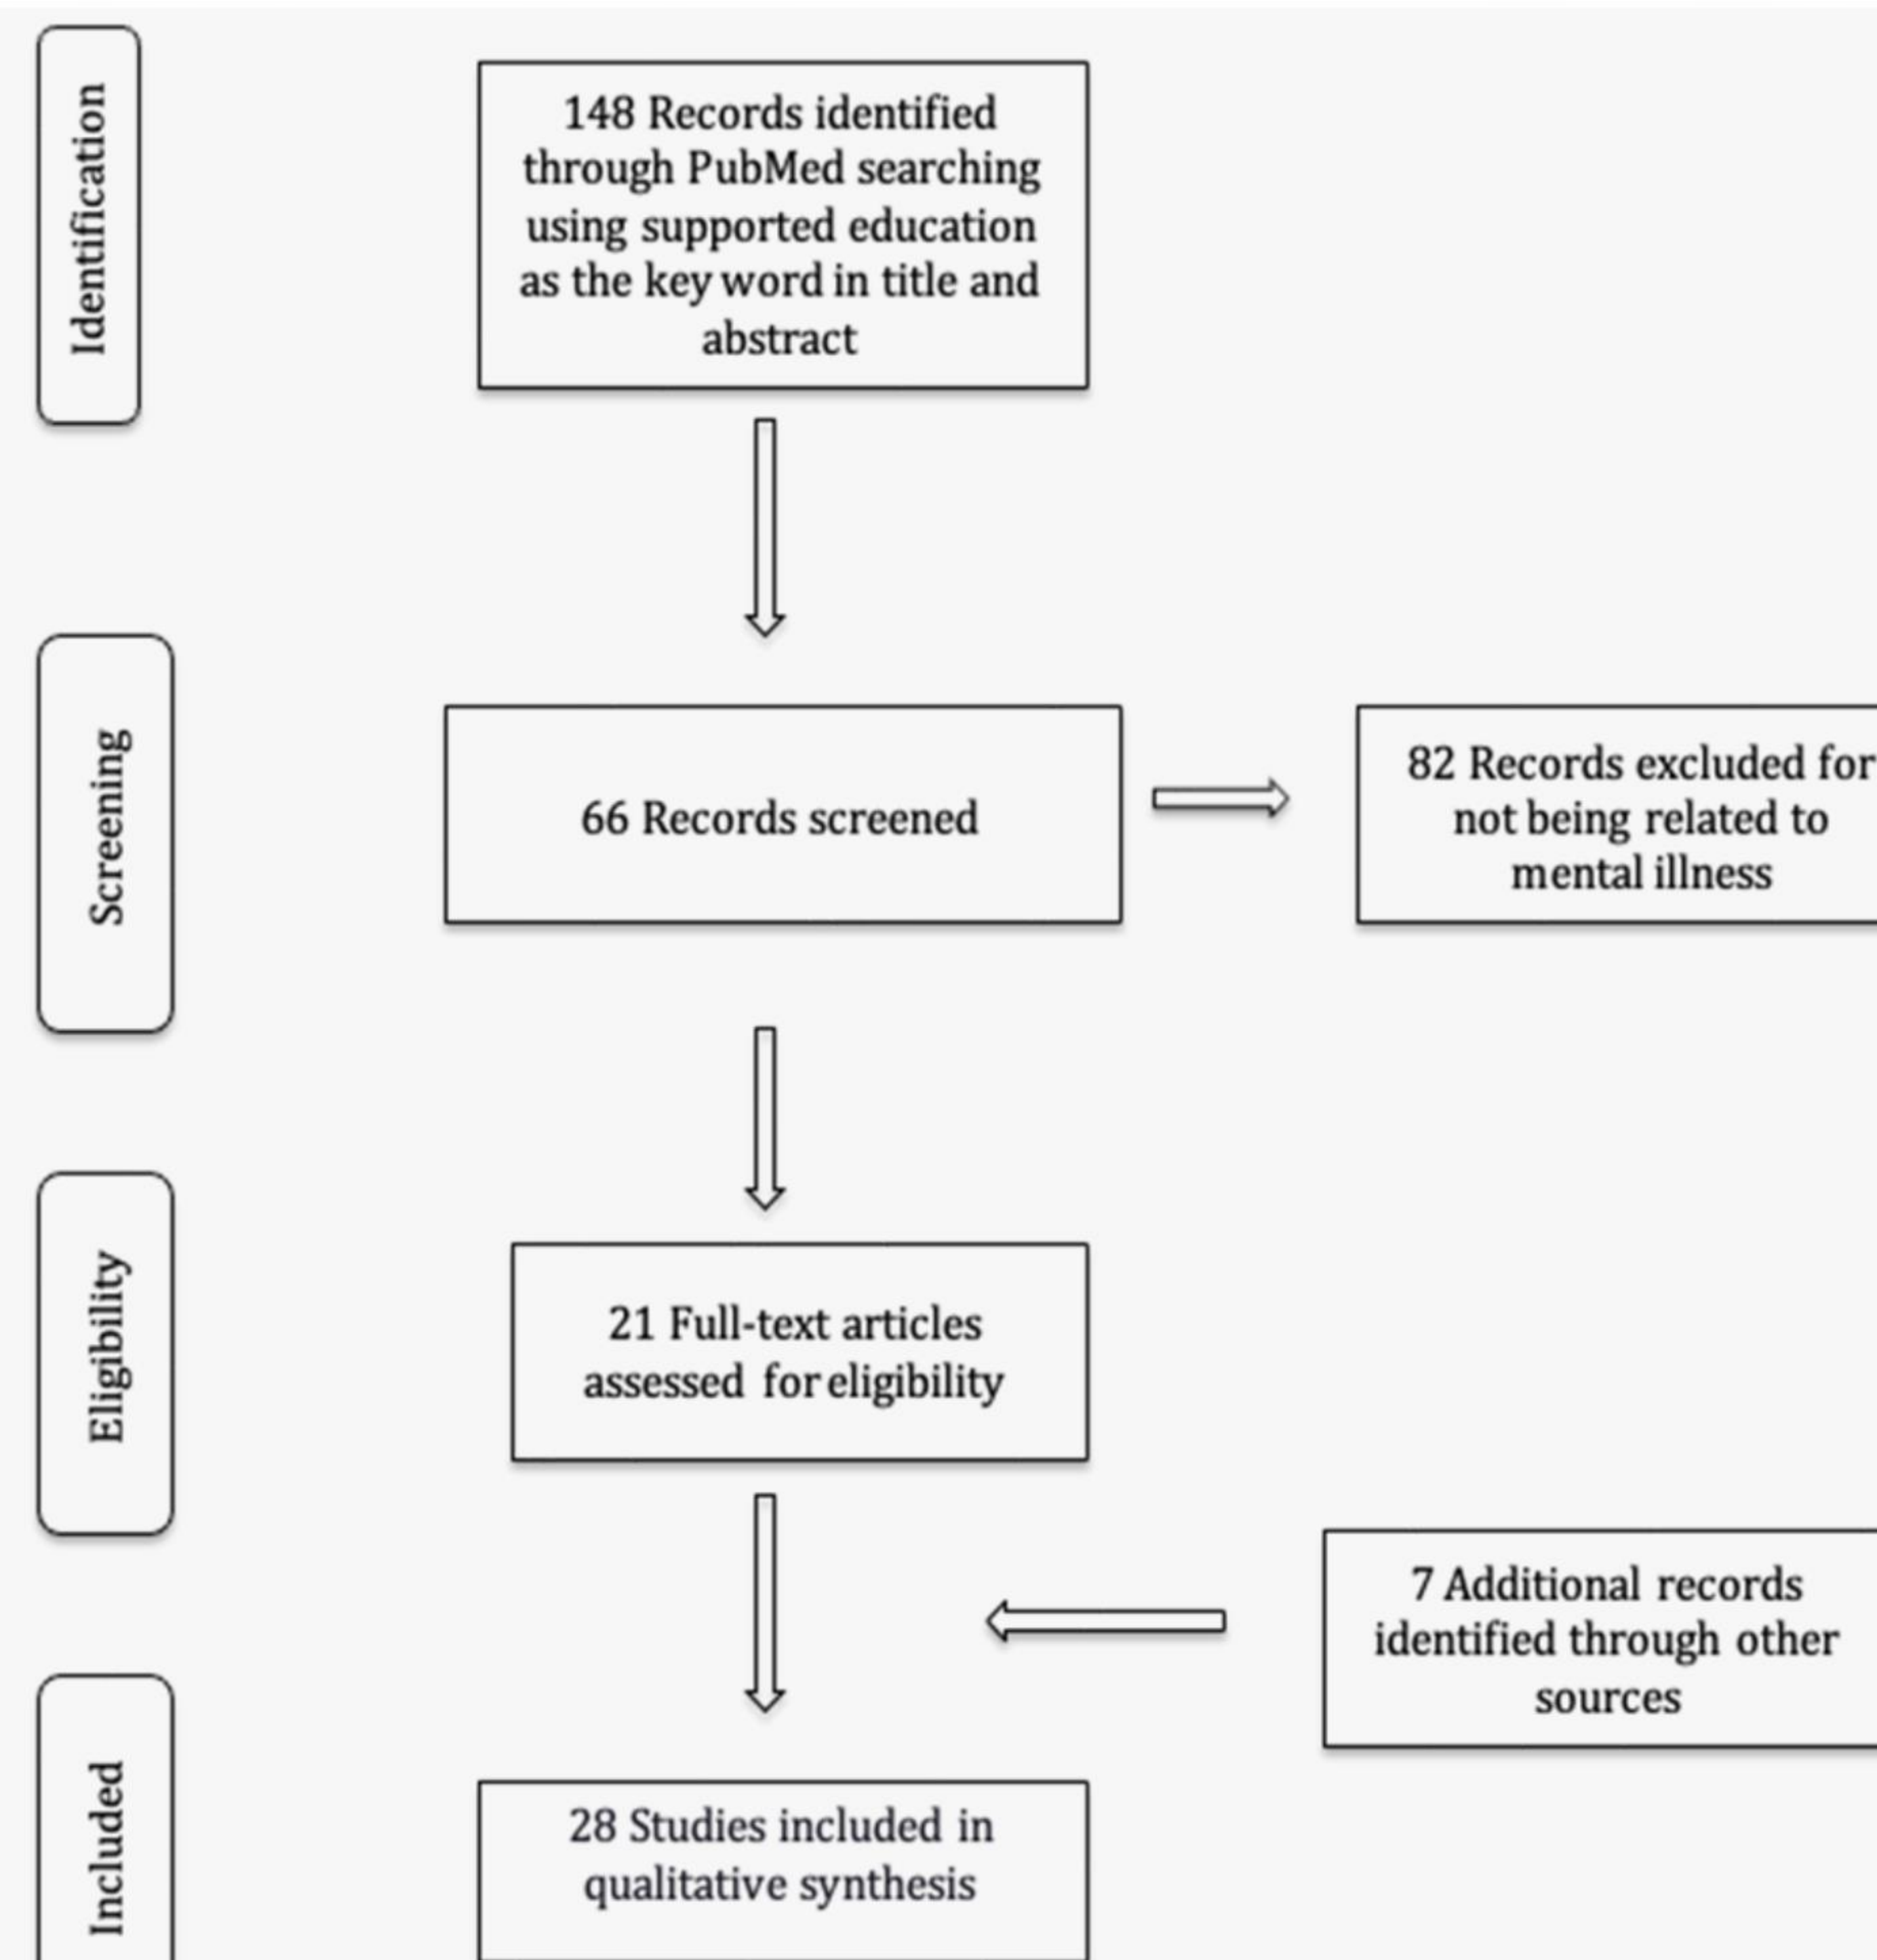 Identification
148 Records identified
through PubMed searching
using supported education
as the key word in title and
abstract
Screening
66 Records screened
82 Records excluded for
not being related to
mental illness
Eligibility
21 Full-text articles
assessed for eligibility
7 Additional records
identified through other
sources
Included
28 Studies included in
qualitative synthesis